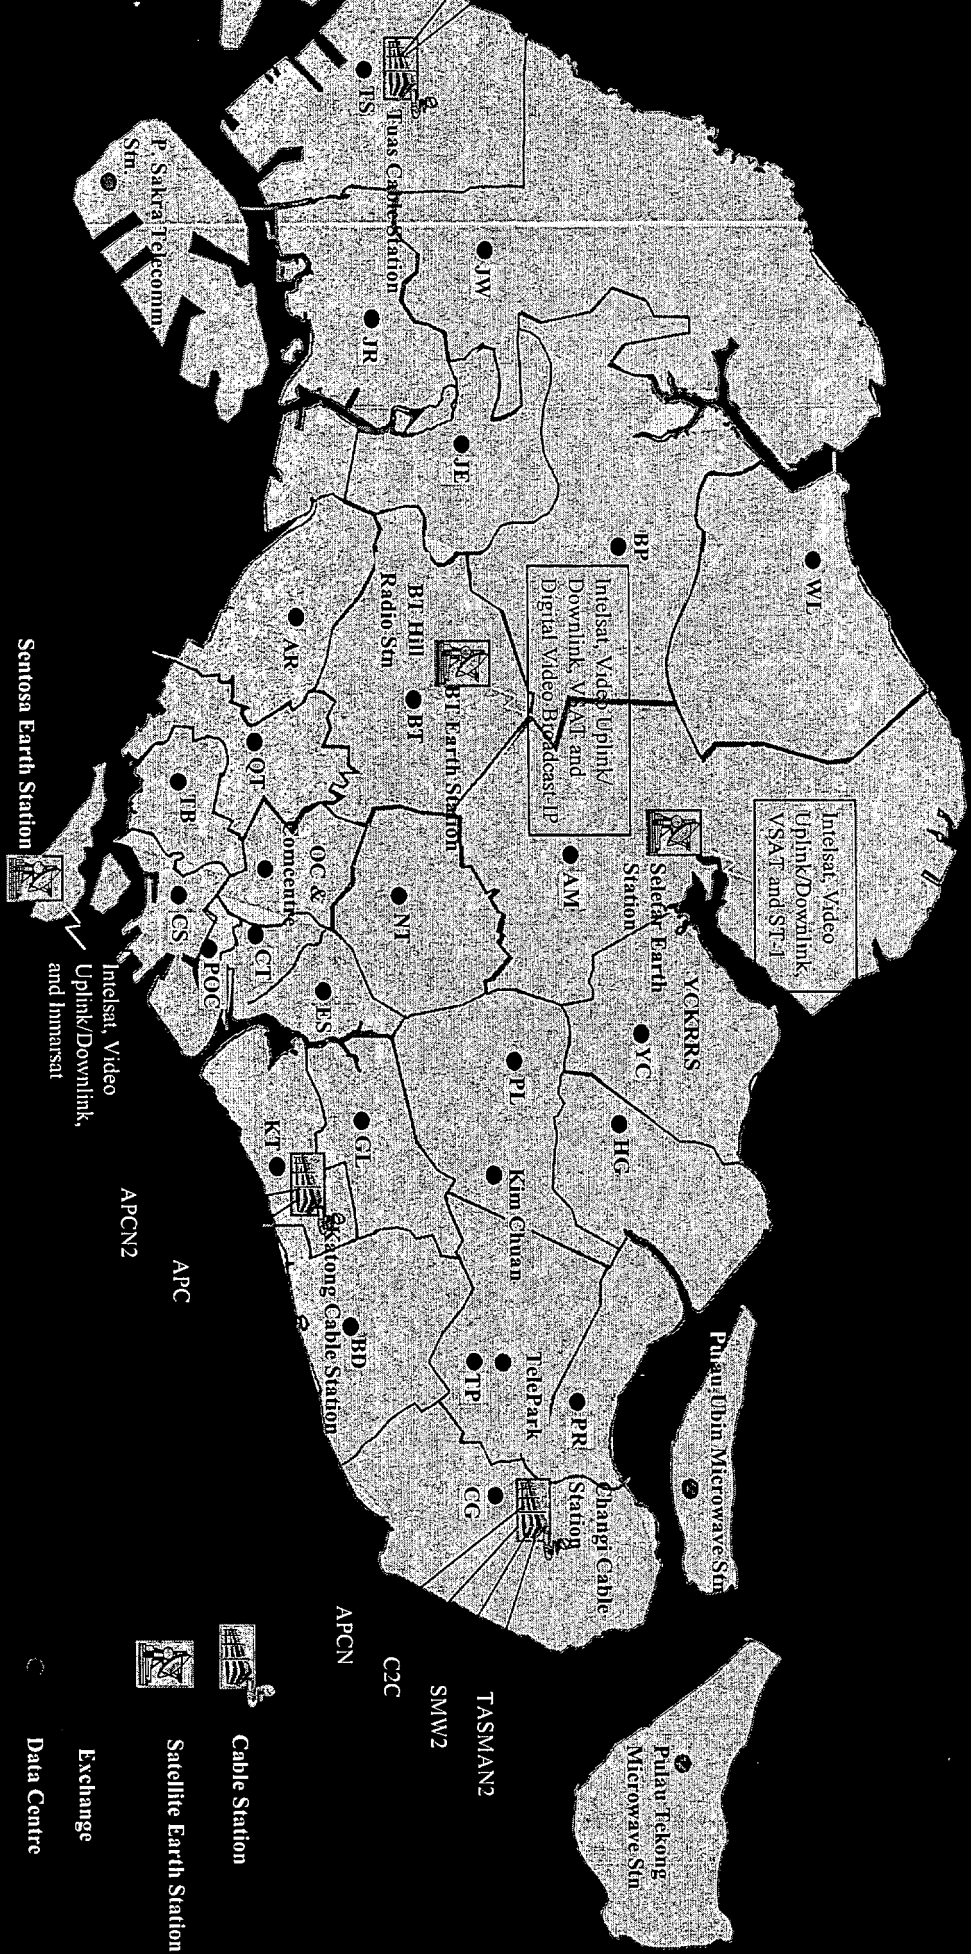 TS
Tuas Cable Station
P. Sakra Telecomm
Stn
JW
JR
JE
WL
BP
Intelsat, Video Uplink/
Downlink, VSAT and
Digital Video Broadcast IP
Intelsat, Video
Uplink/Downlink,
VSAT and ST-1
BT Hill
Radio Stn
BT Earth Station
BT
AR
QT
TB
Seletar Earth
Station
AM
OC &
Comcentre
NT
CS
CT
POC
ES
Sentosa Earth Station
Intelsat, Video
Uplink/Downlink,
and Inmarsat
YCKRRS
YC
HG
PL
Kim Chuan
GL
KT
Katong Cable Station
BD
TelePark
TP
PR
CG
Changi Cable
Station
Pulau Ubin Microwave Stn
Pulau Tekong
Microwave Stn
APCN2
APC
APCN
C2C
SMW2
TASMAN2
Cable Station
Satellite Earth Station
Exchange
Data Centre